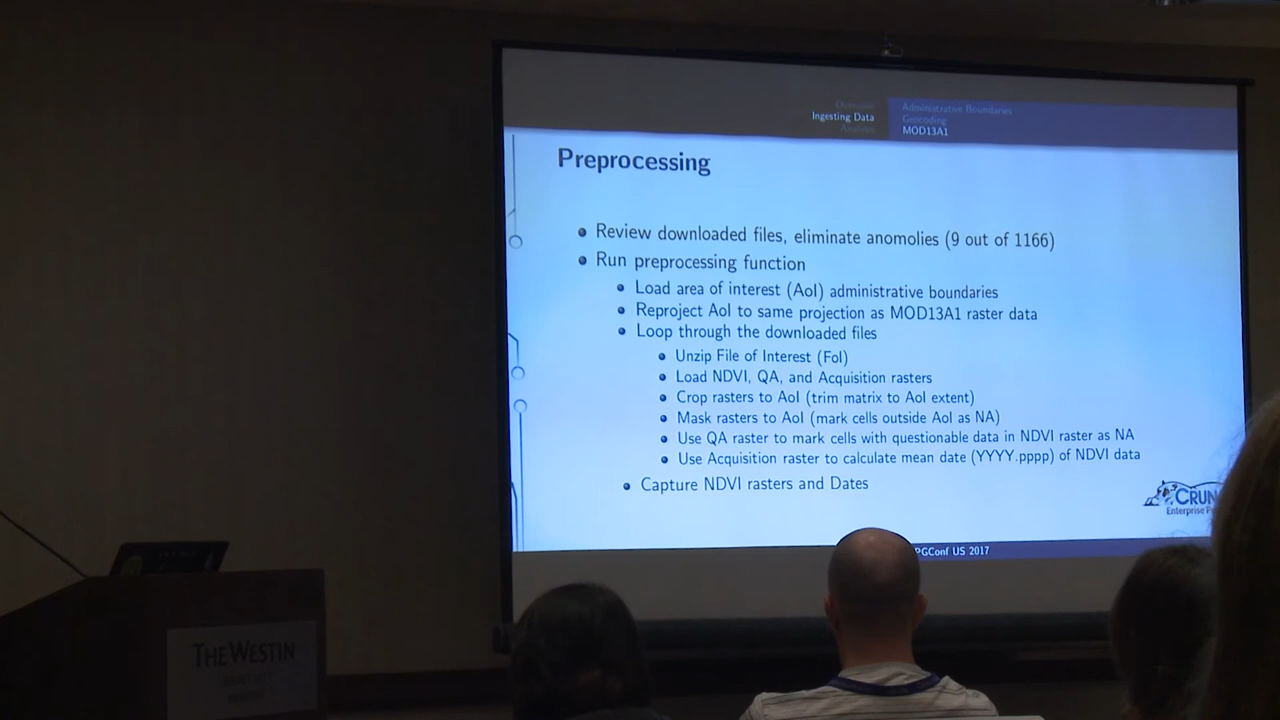 Overview
Ingesting Data
Analysis
Administrative Boundaries
Geocoding
MOD13A1
Preprocessing
Review downloaded files, eliminate anomolies (9 out of 1166)
Run preprocessing function
Load area of interest (AoI) administrative boundaries
Reproject AoI to same projection as MOD13A1 raster data
Loop through the downloaded files
Unzip File of Interest (FoI)
Load NDVI, QA, and Acquisition rasters
Crop rasters to AoI (trim matrix to AoI extent)
Mask rasters to AoI (mark cells outside AoI as NA)
Use QA raster to mark cells with questionable data in NDVI raster as NA
Use Acquisition raster to calculate mean date (YYYY.pppp) of NDVI data
Capture NDVI rasters and Dates
CRUN
Enterprise P
PGConf US 2017
THE WESTIN